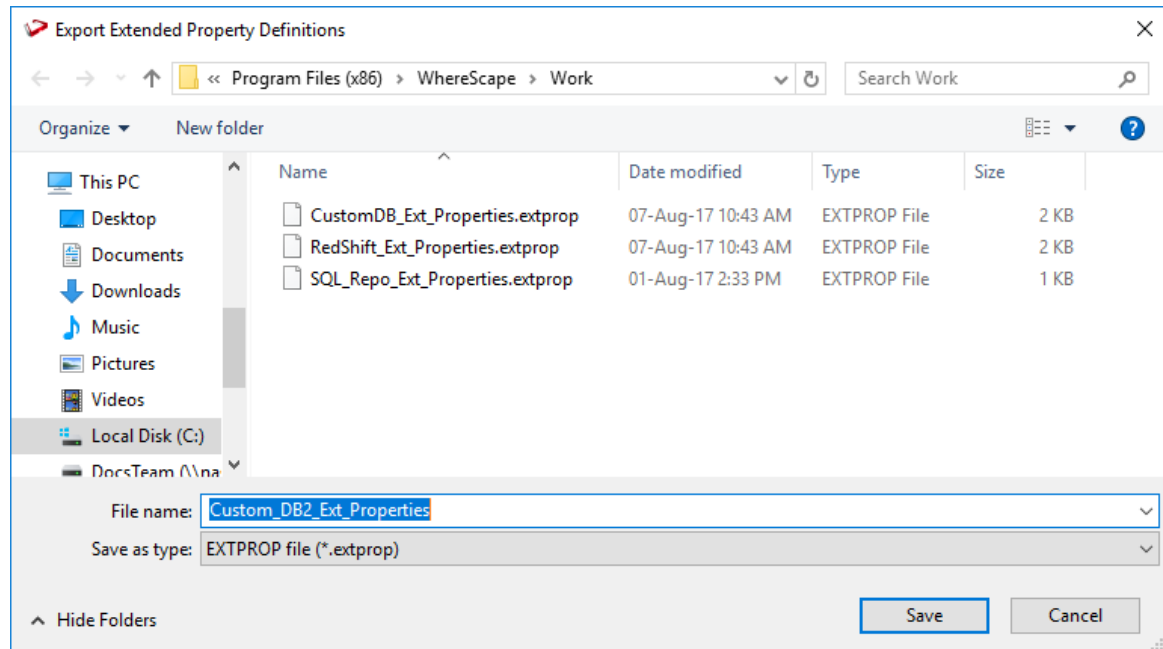 Export Extended Property Definitions
« Program Files (x86) > WhereScape > Work
Search Work
Organize
New folder
?
This PC
Desktop
Documents
Downloads
Music
Pictures
Videos
Local Disk (C:)
DocsTeam (\\na
Name Date modified Type Size
CustomDB_Ext_Properties.extprop 07-Aug-17 10:43 AM EXTPROP File 2 KB
RedShift_Ext_Properties.extprop 07-Aug-17 10:43 AM EXTPROP File 2 KB
SQL_Repo_Ext_Properties.extprop 01-Aug-17 2:33 PM EXTPROP File 1 KB
File name: Custom_DB2_Ext_Properties
Save as type: EXTPROP file (*.extprop)
Hide Folders
Save
Cancel